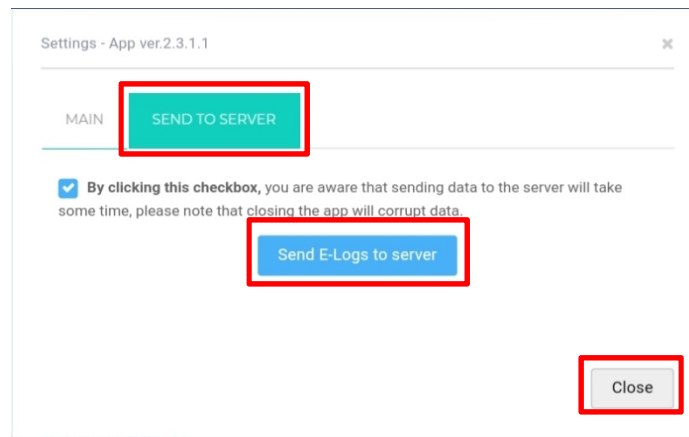 Settings - App ver.2.3.1.1
MAIN
SEND TO SERVER
By clicking this checkbox, you are aware that sending data to the server will take
some time, please note that closing the app will corrupt data.
Send E-Logs to server
Close